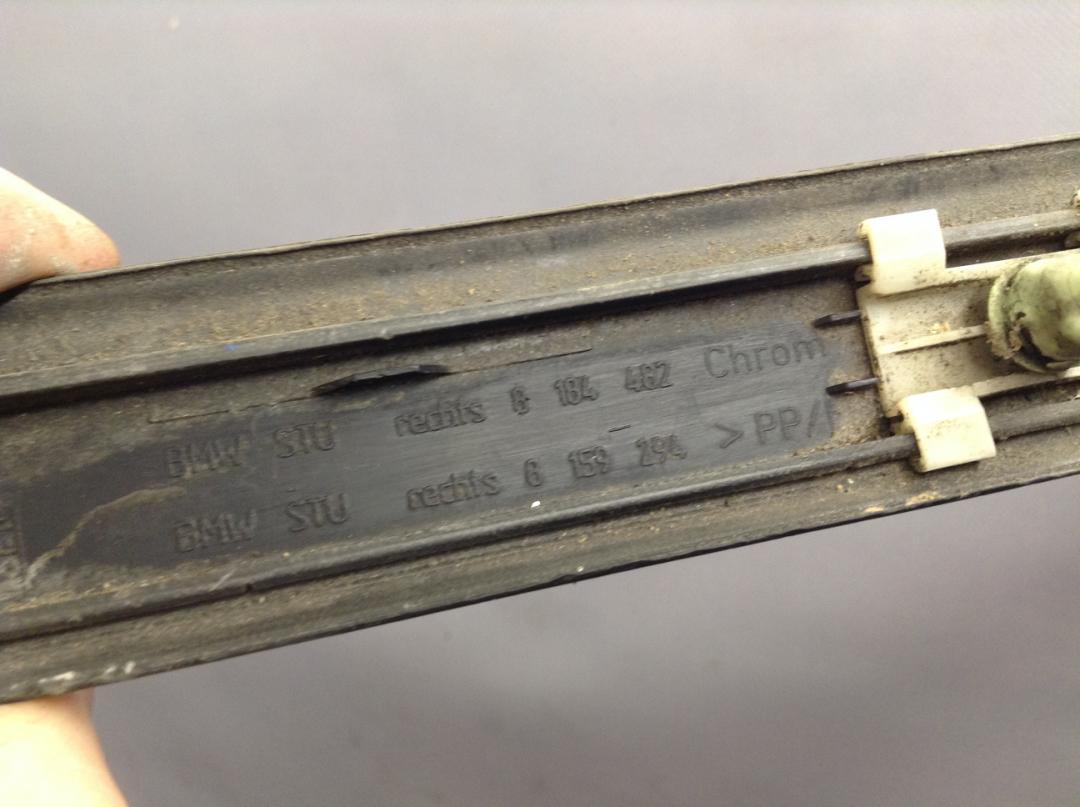 BMW STU rechts 8 184 482 Chrom
BMW STU rechts 8 159 294 >PP/